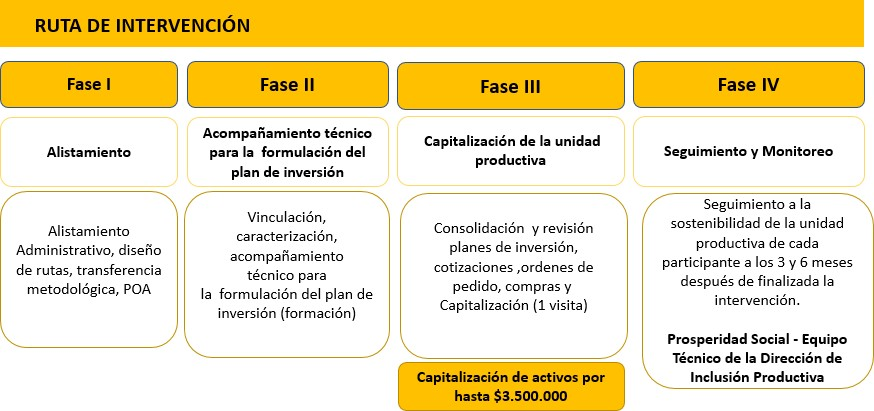 RUTA DE INTERVENCIÓN
Fase I
Alistamiento
Alistamiento
Administrativo, diseño
de rutas, transferencia
metodológica, POA
Fase II
Acompañamiento técnico
para la  formulación del
plan de inversión
Vinculación,
caracterización,
acompañamiento
técnico para
la  formulación del plan de
inversión (formación)
Fase III
Capitalización de la unidad
productiva
Consolidación  y revisión
planes de inversión,
cotizaciones ,ordenes de
pedido, compras y
Capitalización (1 visita)
Capitalización de activos por
hasta $3.500.000
Fase IV
Seguimiento y Monitoreo
Seguimiento a la
sostenibilidad de la unidad
productiva de cada
participante a los 3 y 6 meses
después de finalizada la
intervención.
Prosperidad Social - Equipo
Técnico de la Dirección de
Inclusión Productiva